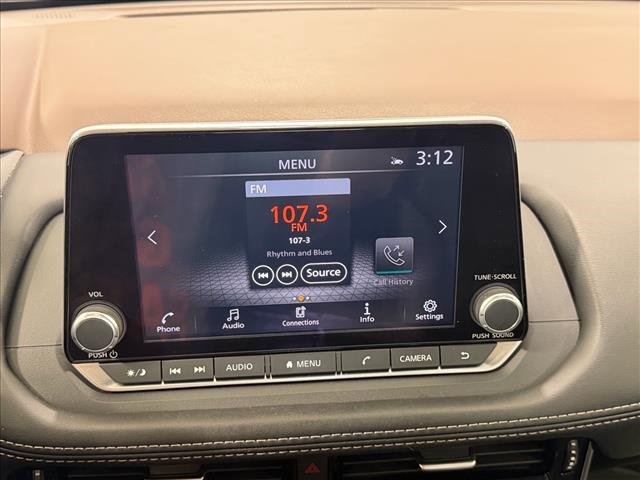 MENU
3:12
FM
107.3
FM
107-3
Rhythm and Blues
Source
Call History
Phone
Audio
Connections
Info
Settings
VOL
PUSH
TUNE·SCROLL
PUSH SOUND
AUDIO
MENU
CAMERA